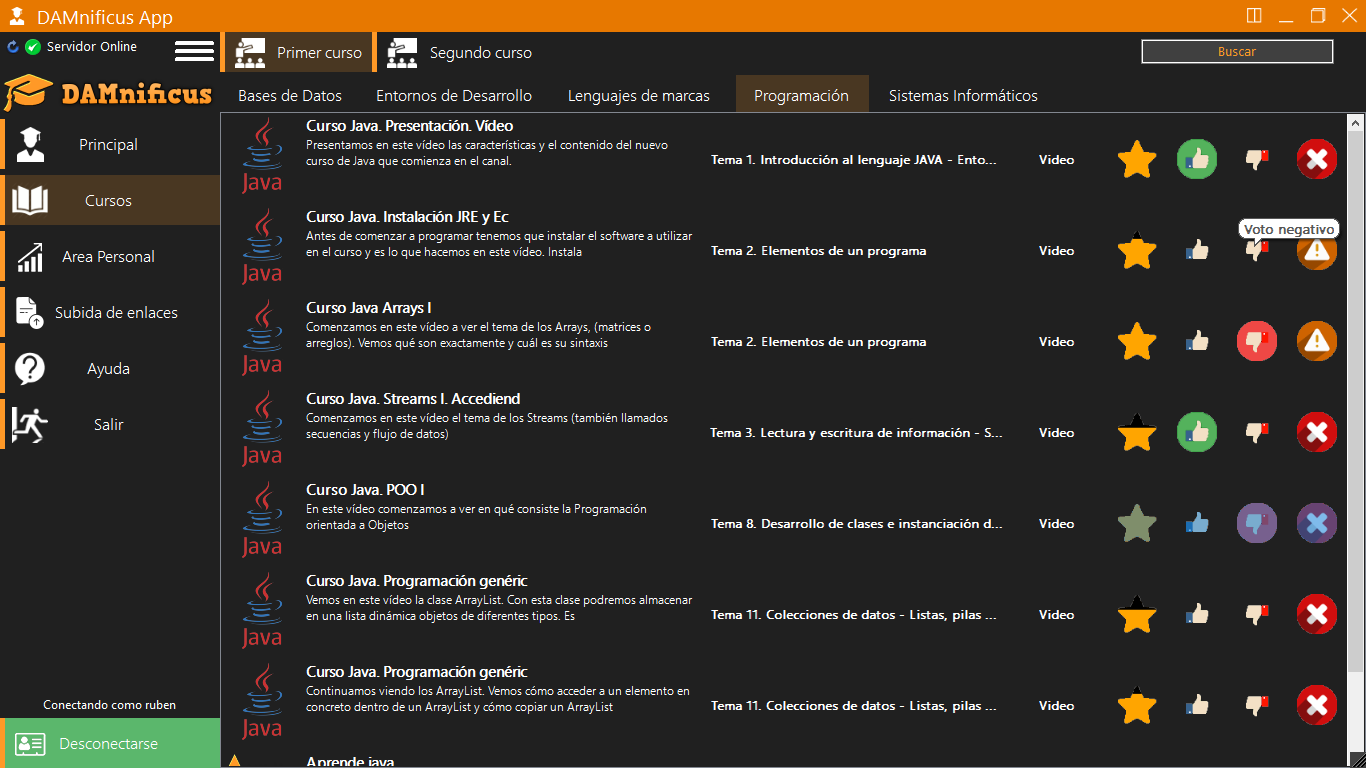 DAMnificus App
Servidor Online
Primer curso
Segundo curso
Buscar
DAMnificus
Bases de Datos
Entornos de Desarrollo
Lenguajes de marcas
Programación
Sistemas Informáticos
Principal
Cursos
Area Personal
Subida de enlaces
Ayuda
Salir
Conectando como ruben
Desconectarse
Java
Curso Java. Presentación. Vídeo
Presentamos en este vídeo las características y el contenido del nuevo
curso de Java que comienza en el canal.
Tema 1. Introducción al lenguaje JAVA - Ento...
Video
Java
Curso Java. Instalación JRE y Ec
Antes de comenzar a programar tenemos que instalar el software a utilizar
en el curso y es lo que hacemos en este vídeo. Instala
Tema 2. Elementos de un programa
Video
Voto negativo
Java
Curso Java Arrays I
Comenzamos en este vídeo a ver el tema de los Arrays, (matrices o
arreglos). Vemos qué son exactamente y cuál es su sintaxis
Tema 2. Elementos de un programa
Video
Java
Curso Java. Streams I. Accediend
Comenzamos en este vídeo el tema de los Streams (también llamados
secuencias y flujo de datos)
Tema 3. Lectura y escritura de información - S...
Video
Java
Curso Java. POO I
En este vídeo comenzamos a ver en qué consiste la Programación
orientada a Objetos
Tema 8. Desarrollo de clases e instanciación d...
Video
Java
Curso Java. Programación genéric
Vemos en este vídeo la clase ArrayList. Con esta clase podremos almacenar
en una lista dinámica objetos de diferentes tipos. Es
Tema 11. Colecciones de datos - Listas, pilas ...
Video
Java
Curso Java. Programación genéric
Continuamos viendo los ArrayList. Vemos cómo acceder a un elemento en
concreto dentro de un ArrayList y cómo copiar un ArrayList
Tema 11. Colecciones de datos - Listas, pilas ...
Video
Aprende java